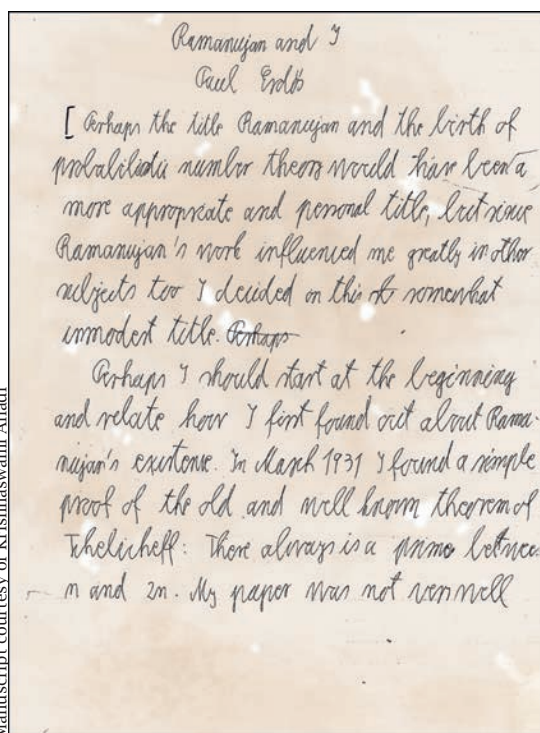 Ramanujan and I
Paul Erdős
[ Perhaps the title Ramanujan and the birth of
probabilistic number theory would have been a
more appropriate and personal title, but since
Ramanujan's work influenced me greatly in other
subjects too I decided on this somewhat
immodest title. Perhaps
Perhaps I should start at the beginning
and relate how I first found out about Rama-
nujan's existence. In March 1931 I found a simple
proof of the old and well known theorem of
There always is a prime between
n and 2n. My paper was not very well
Manuscript courtesy of Krishnaswami Alladi